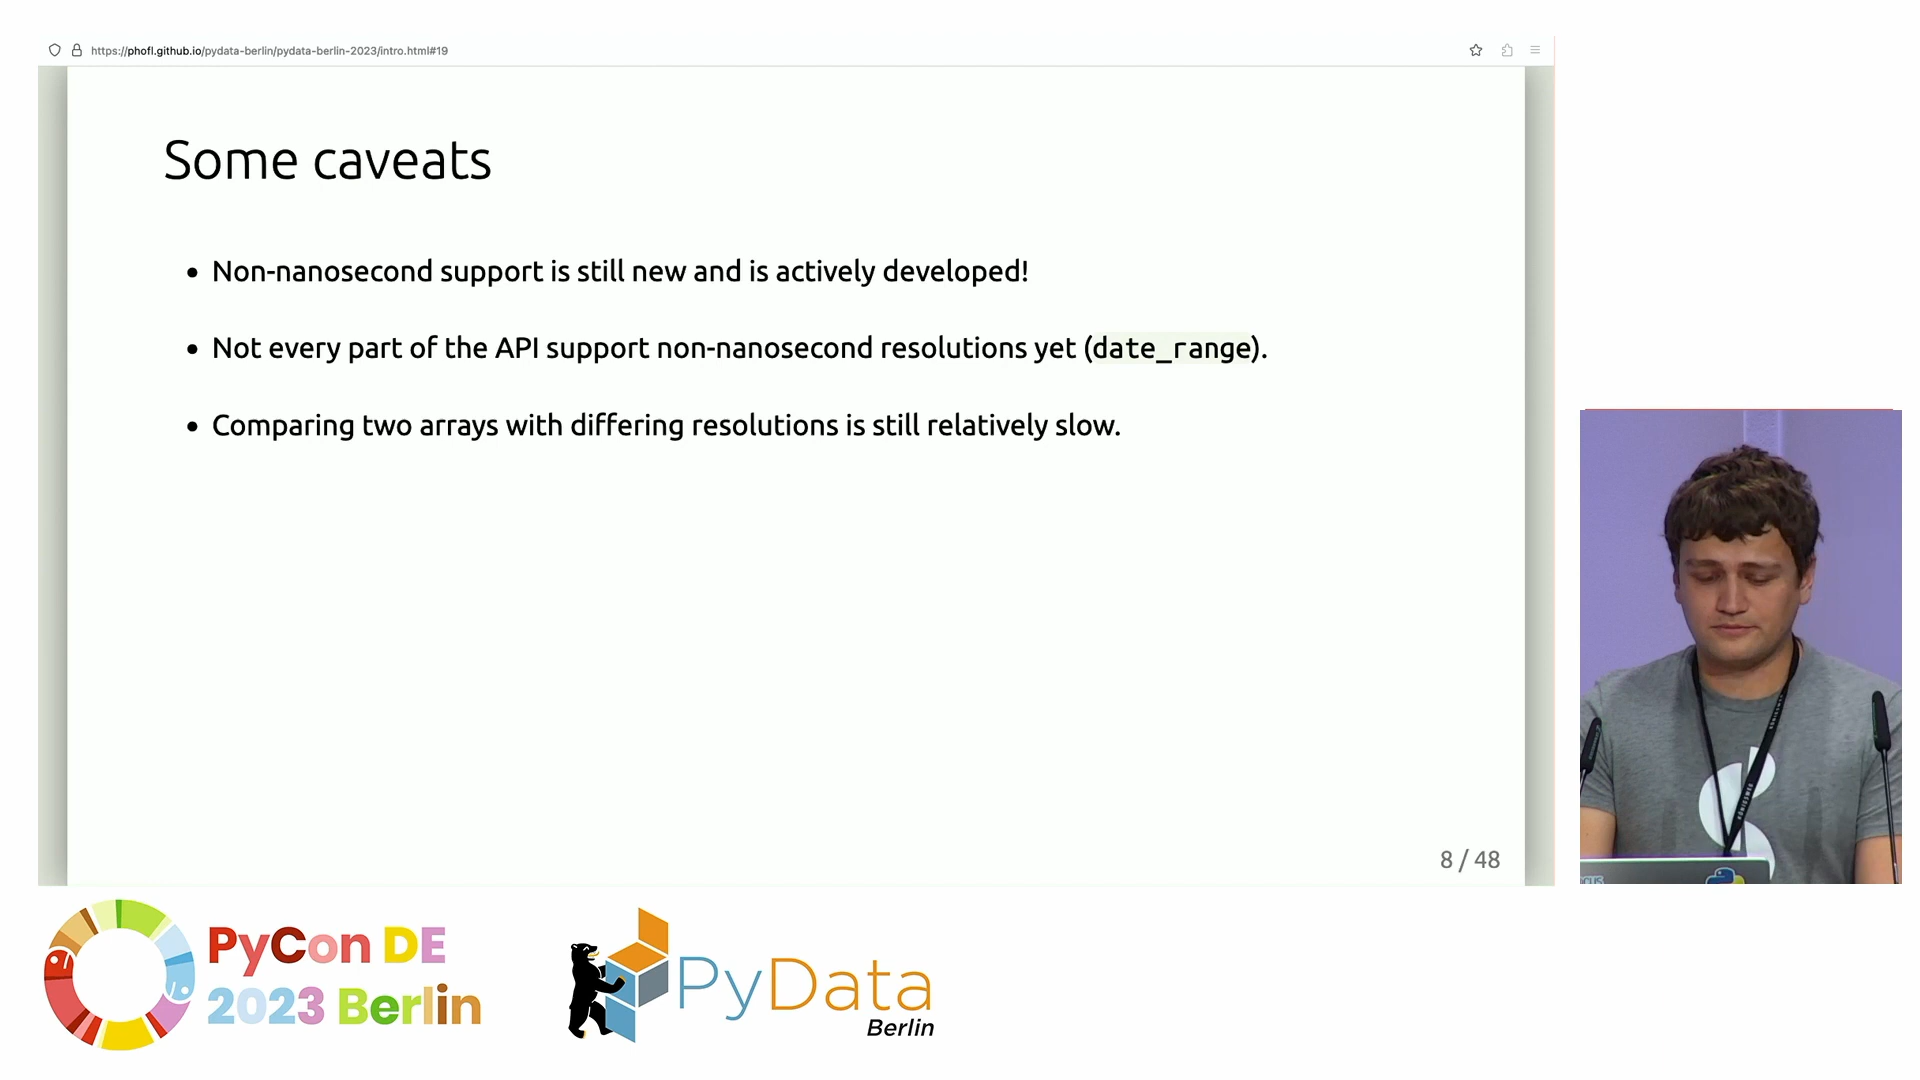 https://phofl.github.io/pydata-berlin/pydata-berlin-2023/intro.html#19
Some caveats
Non-nanosecond support is still new and is actively developed!
Not every part of the API support non-nanosecond resolutions yet (date_range).
Comparing two arrays with differing resolutions is still relatively slow.
8 / 48
PyCon DE
2023 Berlin
PyData
Berlin